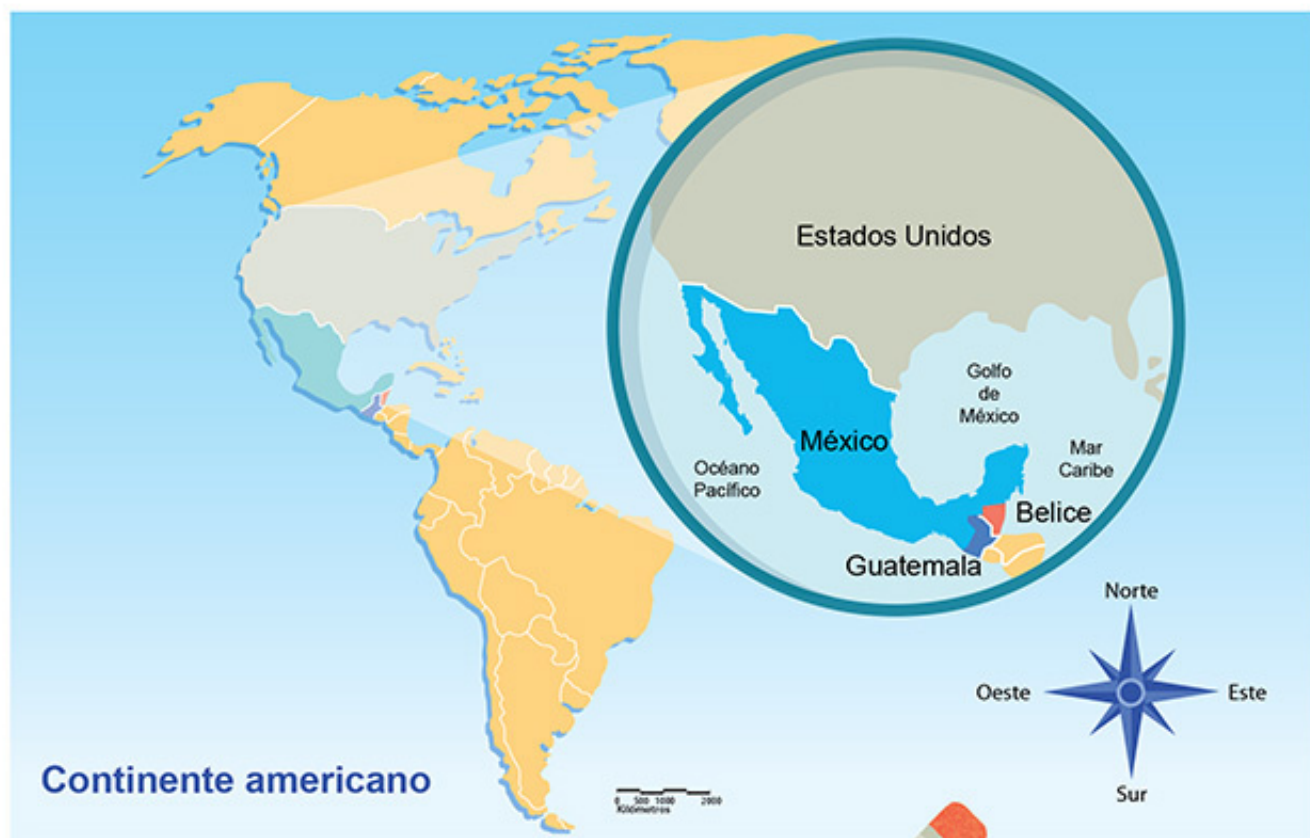 Estados Unidos
Golfo
de
México
México
Mar
Caribe
Océano
Pacífico
Belice
Guatemala
Norte
Oeste
Este
Sur
Continente americano
0 500 1000 2000
Kilómetros